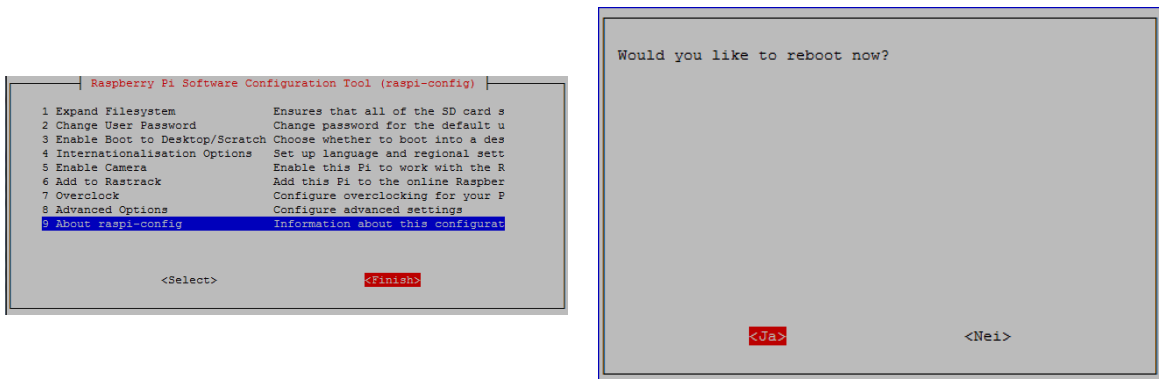 Raspberry Pi Software Configuration Tool (raspi-config)
1 Expand Filesystem Ensures that all of the SD card s
2 Change User Password Change password for the default u
3 Enable Boot to Desktop/Scratch Choose whether to boot into a des
4 Internationalisation Options Set up language and regional sett
5 Enable Camera Enable this Pi to work with the R
6 Add to Rastrack Add this Pi to the online Raspber
7 Overclock Configure overclocking for your P
8 Advanced Options Configure advanced settings
9 About raspi-config Information about this configurat
<Select> <Finish>
Would you like to reboot now?
<Ja> <Nei>